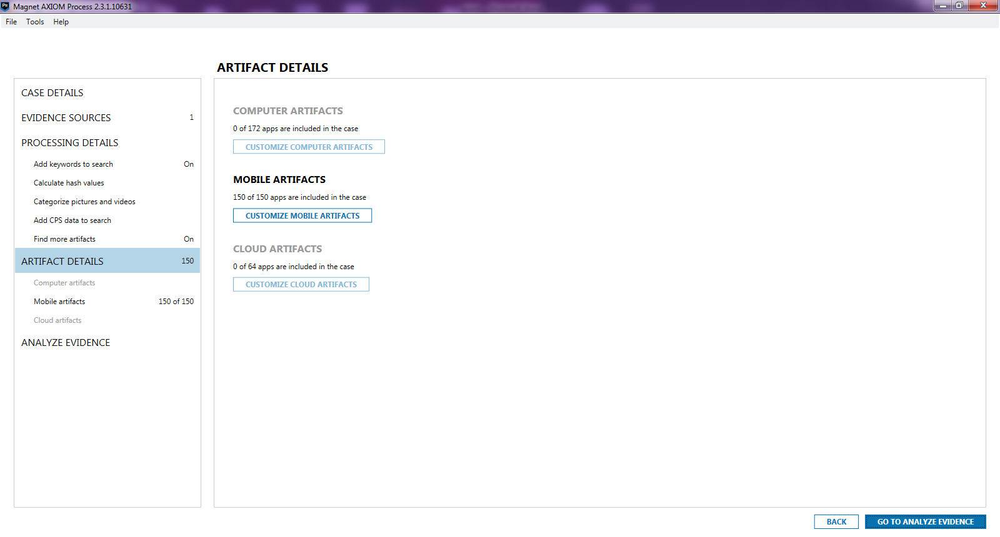 Magnet AXIOM Process 2.3.1.10631
File Tools Help
ARTIFACT DETAILS
CASE DETAILS
EVIDENCE SOURCES 1
PROCESSING DETAILS
Add keywords to search On
Calculate hash values
Categorize pictures and videos
Add CPS data to search
Find more artifacts On
ARTIFACT DETAILS 150
Computer artifacts
Mobile artifacts 150 of 150
Cloud artifacts
ANALYZE EVIDENCE
COMPUTER ARTIFACTS
0 of 172 apps are included in the case
CUSTOMIZE COMPUTER ARTIFACTS
MOBILE ARTIFACTS
150 of 150 apps are included in the case
CUSTOMIZE MOBILE ARTIFACTS
CLOUD ARTIFACTS
0 of 64 apps are included in the case
CUSTOMIZE CLOUD ARTIFACTS
BACK
GO TO ANALYZE EVIDENCE